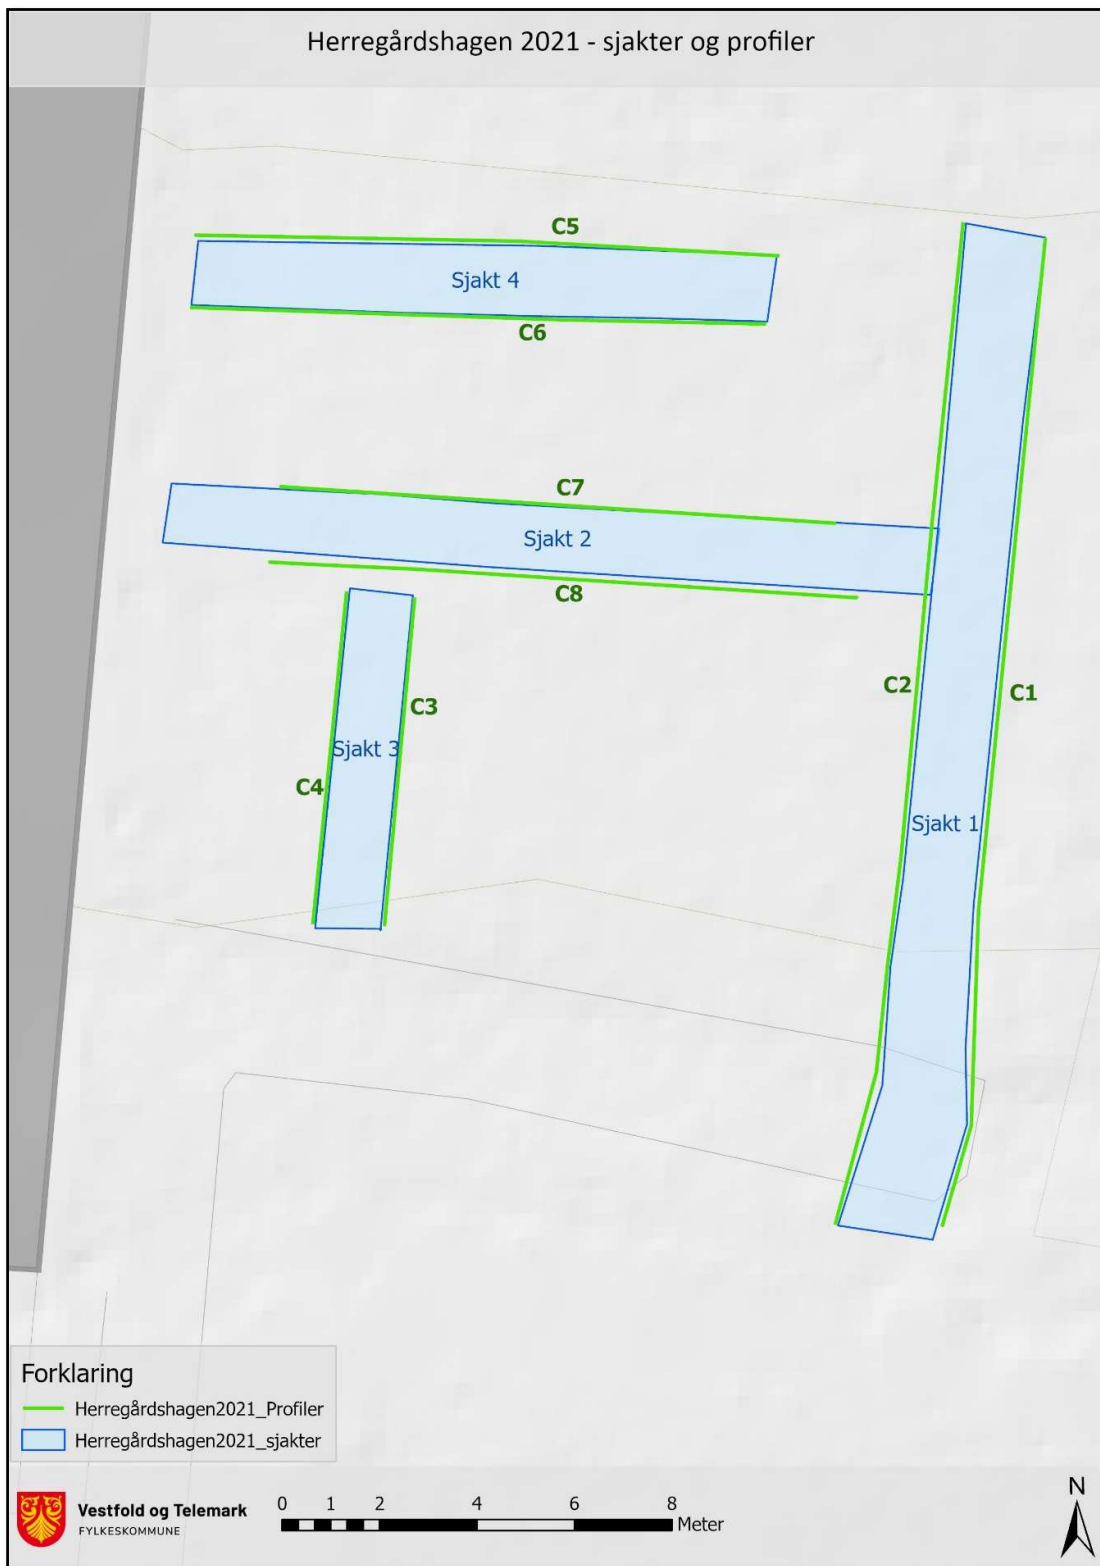 Herregårdshagen 2021 - sjakter og profiler
C5
Sjakt 4
C6
C7
Sjakt 2
C8
C2
C1
C3
Sjakt 3
C4
Sjakt 1
Forklaring
Herregårdshagen2021_Profiler
Herregårdshagen2021_sjakter
Vestfold og Telemark
FYLKESKOMMUNE
0 1 2 4 6 8
Meter
N